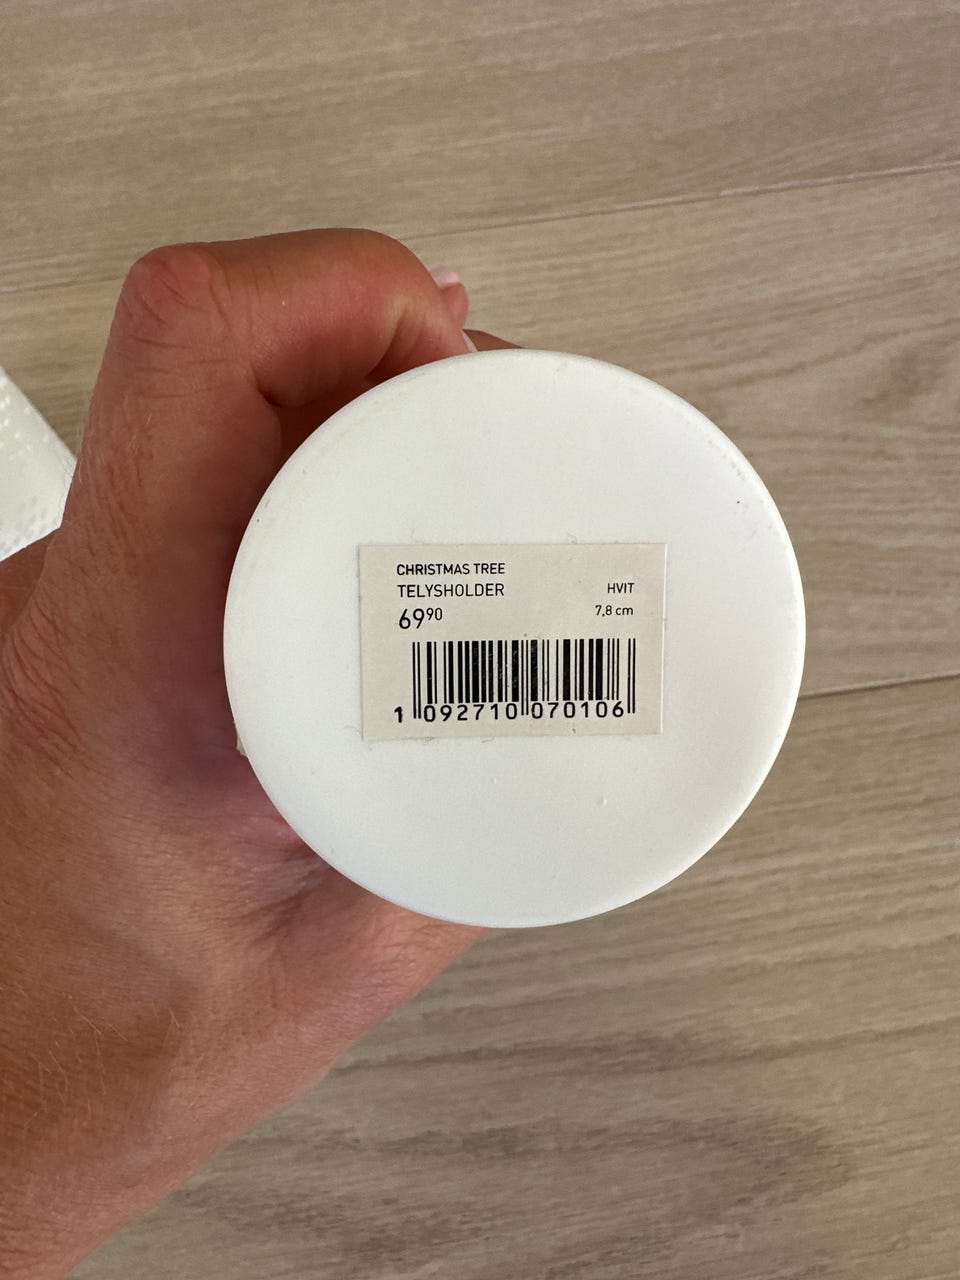 CHRISTMAS TREE
TELYSHOLDER HVIT
69⁹⁰ 7,8 cm
1 092710 070106